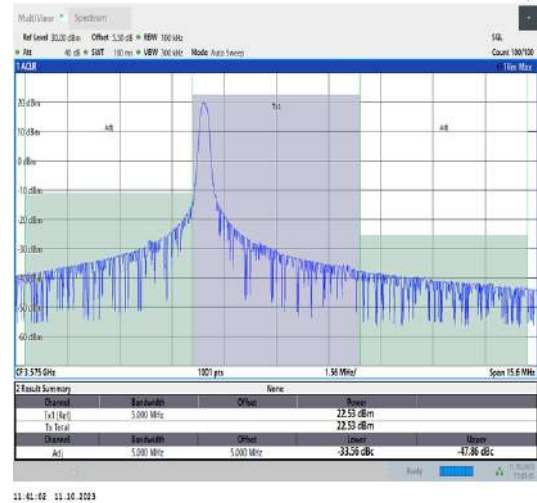 MultiView Spectrum
Ref Level 30.00 dBm Offset 5.50 dB RBW 100 kHz SGL
Att 40 dB SWT 100 ms VBW 300 kHz Mode Auto Sweep Count 100/100
1 ACLR 1Rm Max
Tx1
20 dBm
Adj Adj
10 dBm
0 dBm
-10 dBm
-20 dBm
-30 dBm
-40 dBm
-60 dBm
CF 3.575 GHz 1001 pts 1.56 MHz/ Span 15.6 MHz
2 Result Summary None
Channel Bandwidth Offset Power
Tx1 (Ref) 5.000 MHz 22.53 dBm
Tx Total 22.53 dBm
Channel Bandwidth Offset Lower Upper
Adj 5.000 MHz 5.000 MHz -33.56 dBc -47.86 dBc
Ready
11:41:02 11.10.2023